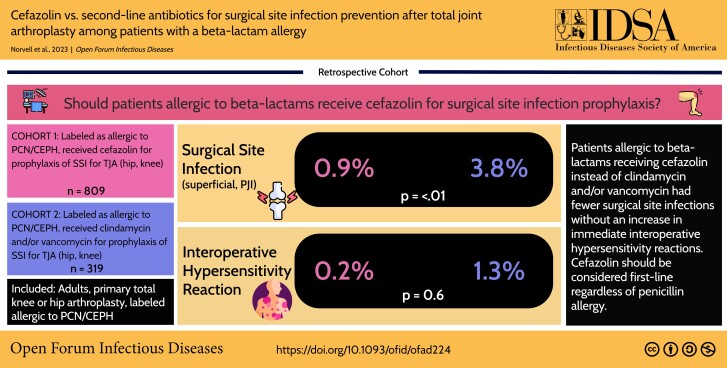 Cefazolin vs. second-line antibiotics for surgical site infection prevention after total joint
arthroplasty among patients with a beta-lactam allergy
Norvell et al., 2023 | Open Forum Infectious Diseases
IDSA
Infectious Diseases Society of America
Retrospective Cohort
Should patients allergic to beta-lactams receive cefazolin for surgical site infection prophylaxis?
COHORT 1: Labeled as allergic to
PCN/CEPH, received cefazolin for
prophylaxis of SSI for TJA (hip, knee)
n = 809
COHORT 2: Labeled as allergic to
PCN/CEPH, received clindamycin
and/or vancomycin for prophylaxis of
SSI for TJA (hip, knee)
n = 319
Included: Adults, primary total
knee or hip arthroplasty, labeled
allergic to PCN/CEPH
Surgical Site
Infection
(superficial, PJI)
0.9% 3.8%
p = <.01
Interoperative
Hypersensitivity
Reaction
0.2% 1.3%
p = 0.6
Patients allergic to beta-
lactams receiving cefazolin
instead of clindamycin
and/or vancomycin had
fewer surgical site infections
without an increase in
immediate interoperative
hypersensitivity reactions.
Cefazolin should be
considered first-line
regardless of penicillin
allergy.
Open Forum Infectious Diseases
https://doi.org/10.1093/ofid/ofad224
cc